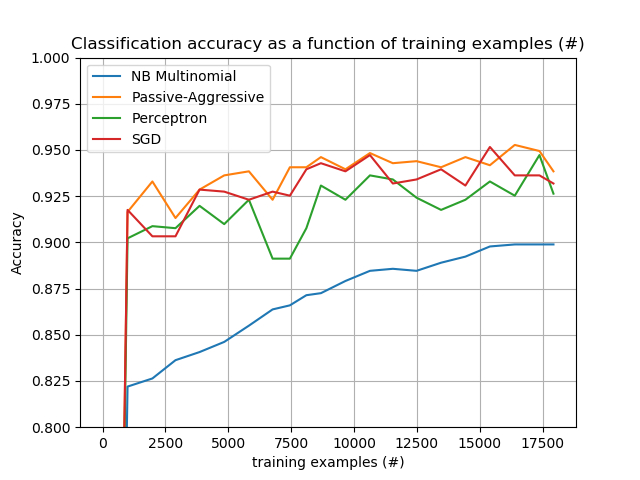 Classification accuracy as a function of training examples (#)
1.000
0.975
0.950
0.925
0.900
0.875
0.850
0.825
0.800
Accuracy
NB Multinomial
Passive-Aggressive
Perceptron
SGD
0 2500 5000 7500 10000 12500 15000 17500
training examples (#)